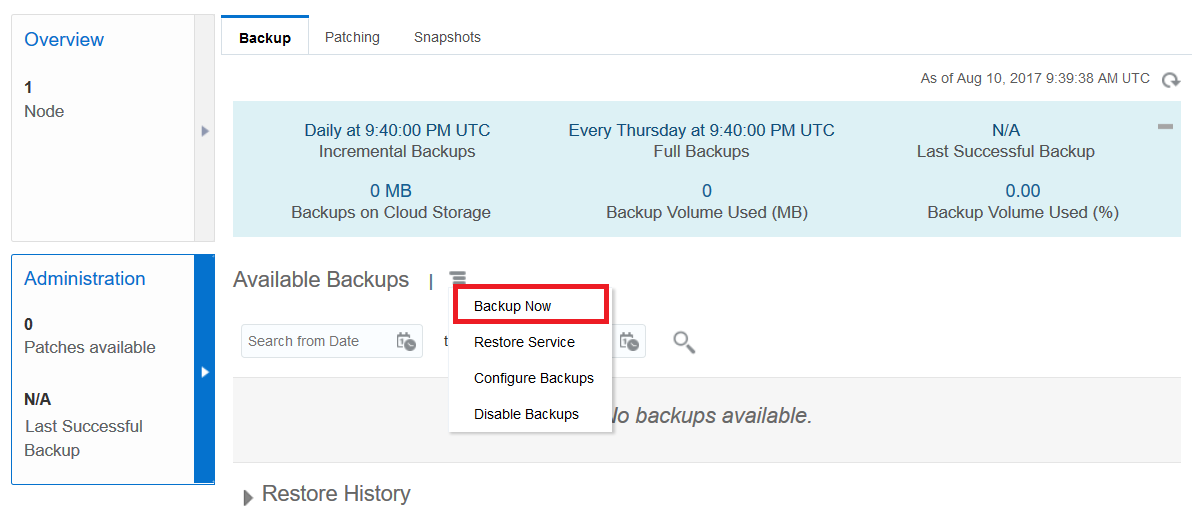 Overview
1
Node
Administration
0
Patches available
N/A
Last Successful
Backup
Backup Patching Snapshots
As of Aug 10, 2017 9:39:38 AM UTC
Daily at 9:40:00 PM UTC Every Thursday at 9:40:00 PM UTC N/A
Incremental Backups Full Backups Last Successful Backup
0 MB 0 0.00
Backups on Cloud Storage Backup Volume Used (MB) Backup Volume Used (%)
Available Backups |
Backup Now
Search from Date
Restore Service
Configure Backups
Disable Backups
backups available.
Restore History